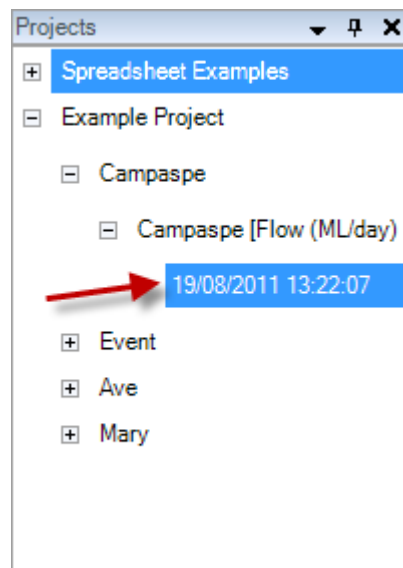 Projects
Spreadsheet Examples
Example Project
Campaspe
Campaspe [Flow (ML/day)
19/08/2011 13:22:07
Event
Ave
Mary